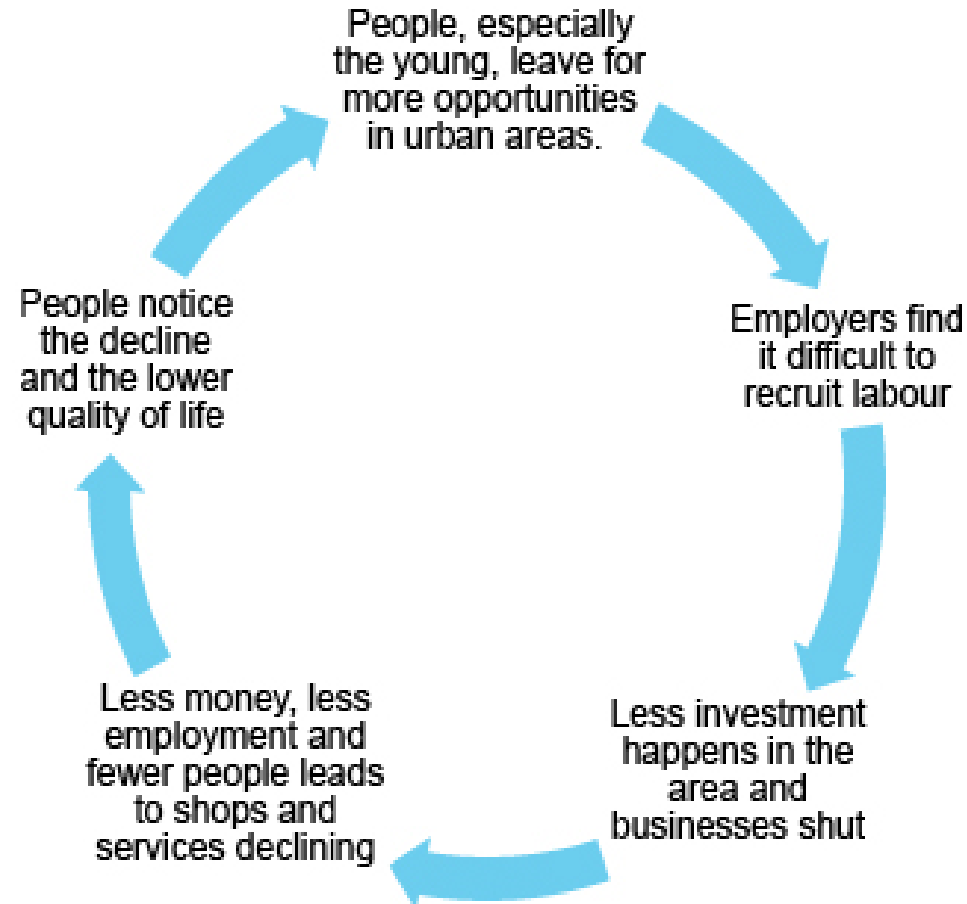 People, especially
the young, leave for
more opportunities
in urban areas.
Employers find
it difficult to
recruit labour
Less investment
happens in the
area and
businesses shut
Less money, less
employment and
fewer people leads
to shops and
services declining
People notice
the decline
and the lower
quality of life